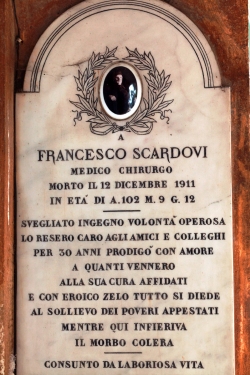 A
FRANCESCO SCARDOVI
MEDICO CHIRURGO
MORTO IL 12 DICEMBRE 1911
IN ETÀ DI A. 102 M. 9 G. 12
SVEGLIATO INGEGNO VOLONTÀ OPEROSA
LO RESERO CARO AGLI AMICI E COLLEGHI
PER 30 ANNI PRODIGÒ CON AMORE
A QUANTI VENNERO
ALLA SUA CURA AFFIDATI
E CON EROICO ZELO TUTTO SI DIEDE
AL SOLLIEVO DEI POVERI APPESTATI
MENTRE QUI INFIERIVA
IL MORBO COLERA
CONSUNTO DA LABORIOSA VITA